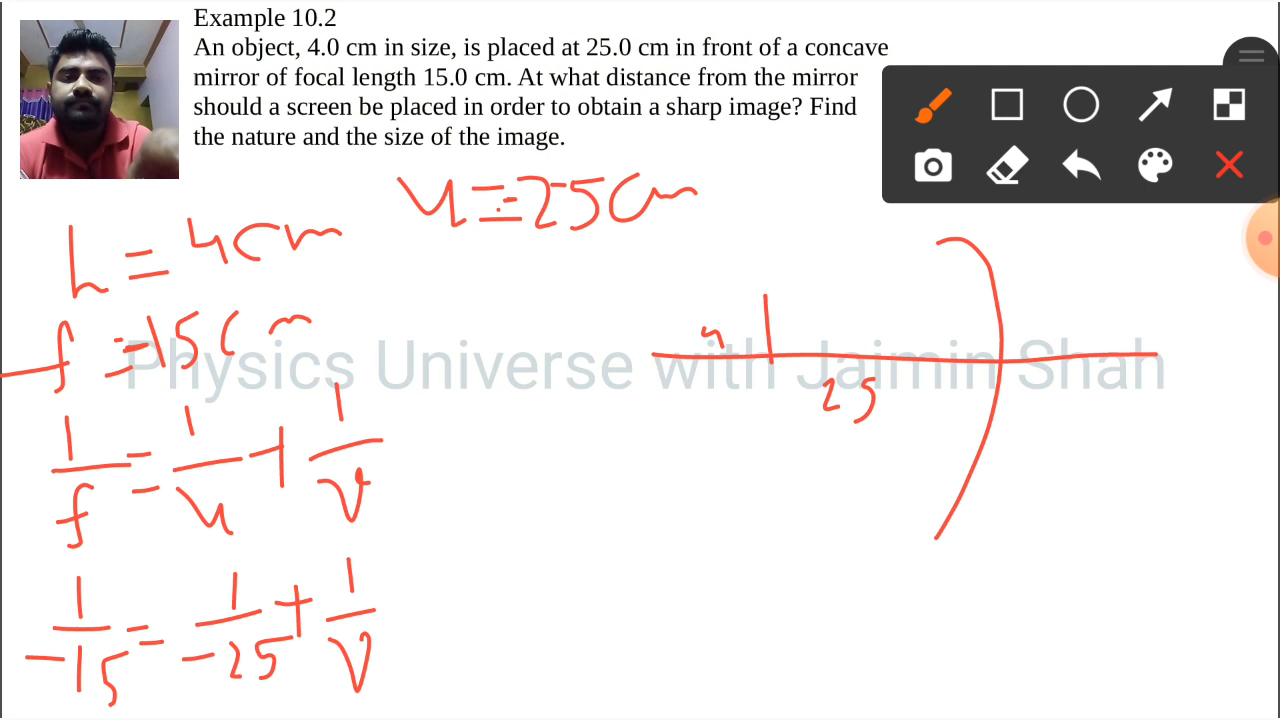 Example 10.2
An object, 4.0 cm in size, is placed at 25.0 cm in front of a concave
mirror of focal length 15.0 cm. At what distance from the mirror
should a screen be placed in order to obtain a sharp image? Find
the nature and the size of the image.
u = -25 cm
h = 4 cm
f = -15 cm
Physics Universe with Jaimin Shah
4
25
1/f = 1/u + 1/v
1/-15 = 1/-25 + 1/v